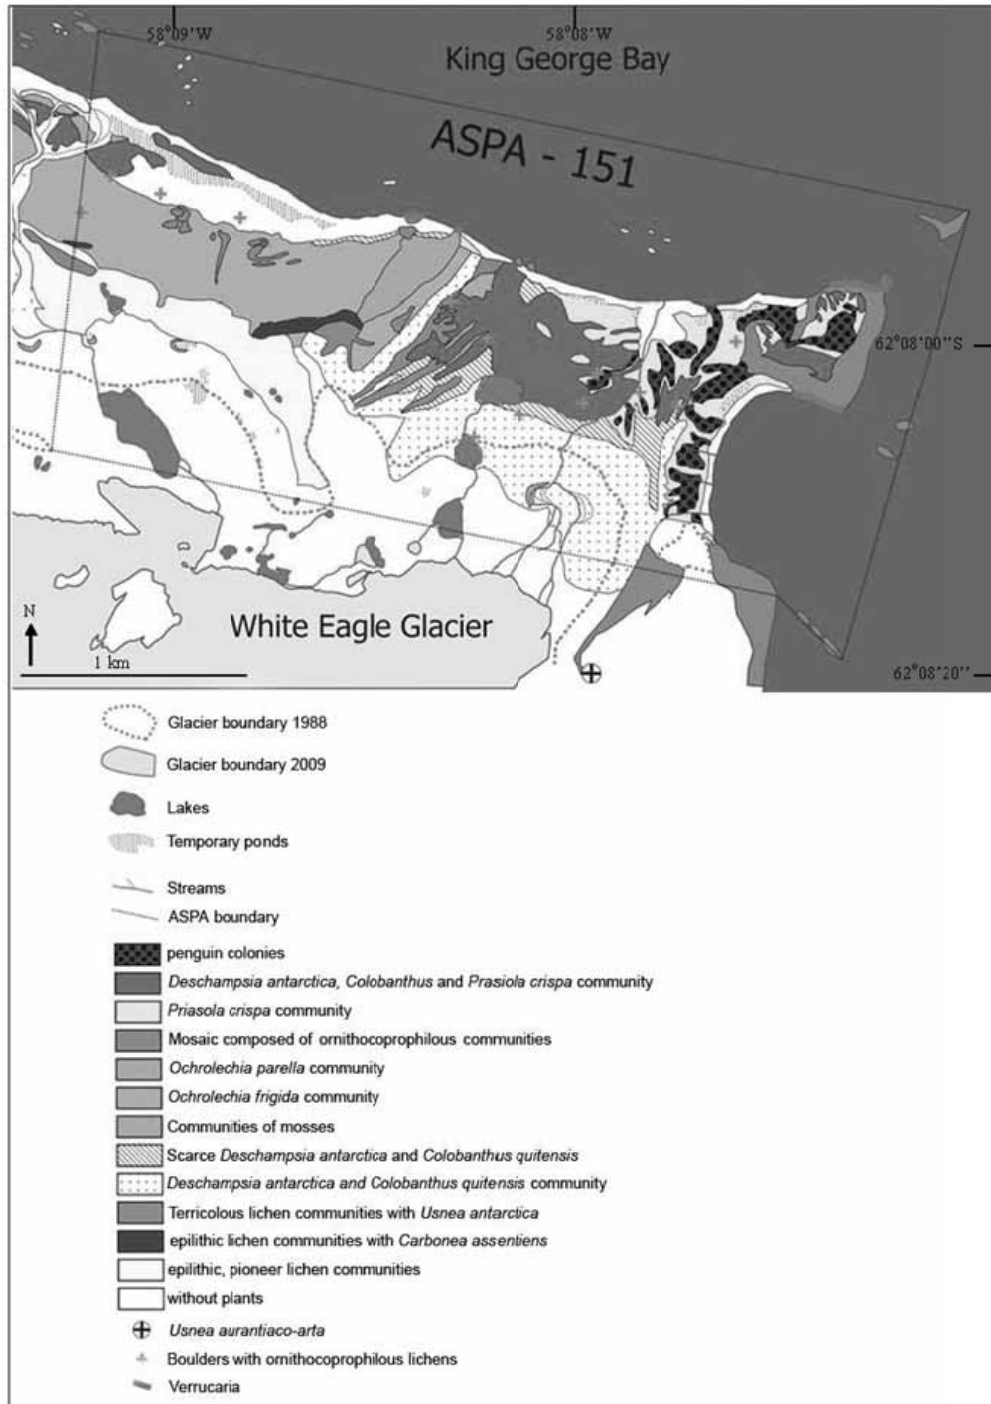 58°09'W
58°08'W
King George Bay
ASPA - 151
62°08'00''S
White Eagle Glacier
N
1 km
62°08'20''
Glacier boundary 1988
Glacier boundary 2009
Lakes
Temporary ponds
Streams
ASPA boundary
penguin colonies
Deschampsia antarctica, Colobanthus and Prasiola crispa community
Priasola crispa community
Mosaic composed of ornithocoprophilous communities
Ochrolechia parella community
Ochrolechia frigida community
Communities of mosses
Scarce Deschampsia antarctica and Colobanthus quitensis
Deschampsia antarctica and Colobanthus quitensis community
Terricolous lichen communities with Usnea antarctica
epilithic lichen communities with Carbonea assentiens
epilithic, pioneer lichen communities
without plants
Usnea aurantiaco-arta
Boulders with ornithocoprophilous lichens
Verrucaria